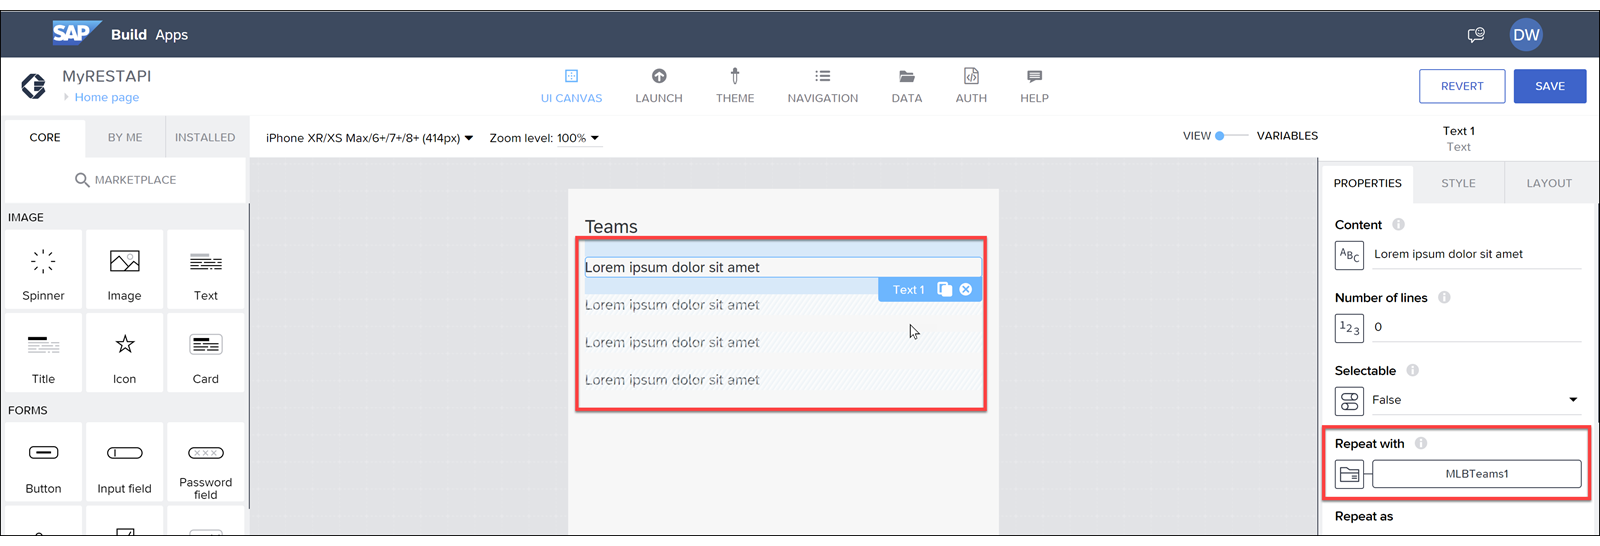 SAP Build Apps DW
MyRESTAPI
Home page
UI CANVAS LAUNCH THEME NAVIGATION DATA AUTH HELP
REVERT SAVE
CORE BY ME INSTALLED
iPhone XR/XS Max/6+/7+/8+ (414px) Zoom level: 100%
VIEW VARIABLES
Text 1
Text
MARKETPLACE
IMAGE
Spinner Image Text
Title Icon Card
FORMS
Button Input field Password
field
Teams
Lorem ipsum dolor sit amet
Text 1
Lorem ipsum dolor sit amet
Lorem ipsum dolor sit amet
Lorem ipsum dolor sit amet
PROPERTIES STYLE LAYOUT
Content
ABC Lorem ipsum dolor sit amet
Number of lines
123 0
Selectable
False
Repeat with
MLBTeams1
Repeat as